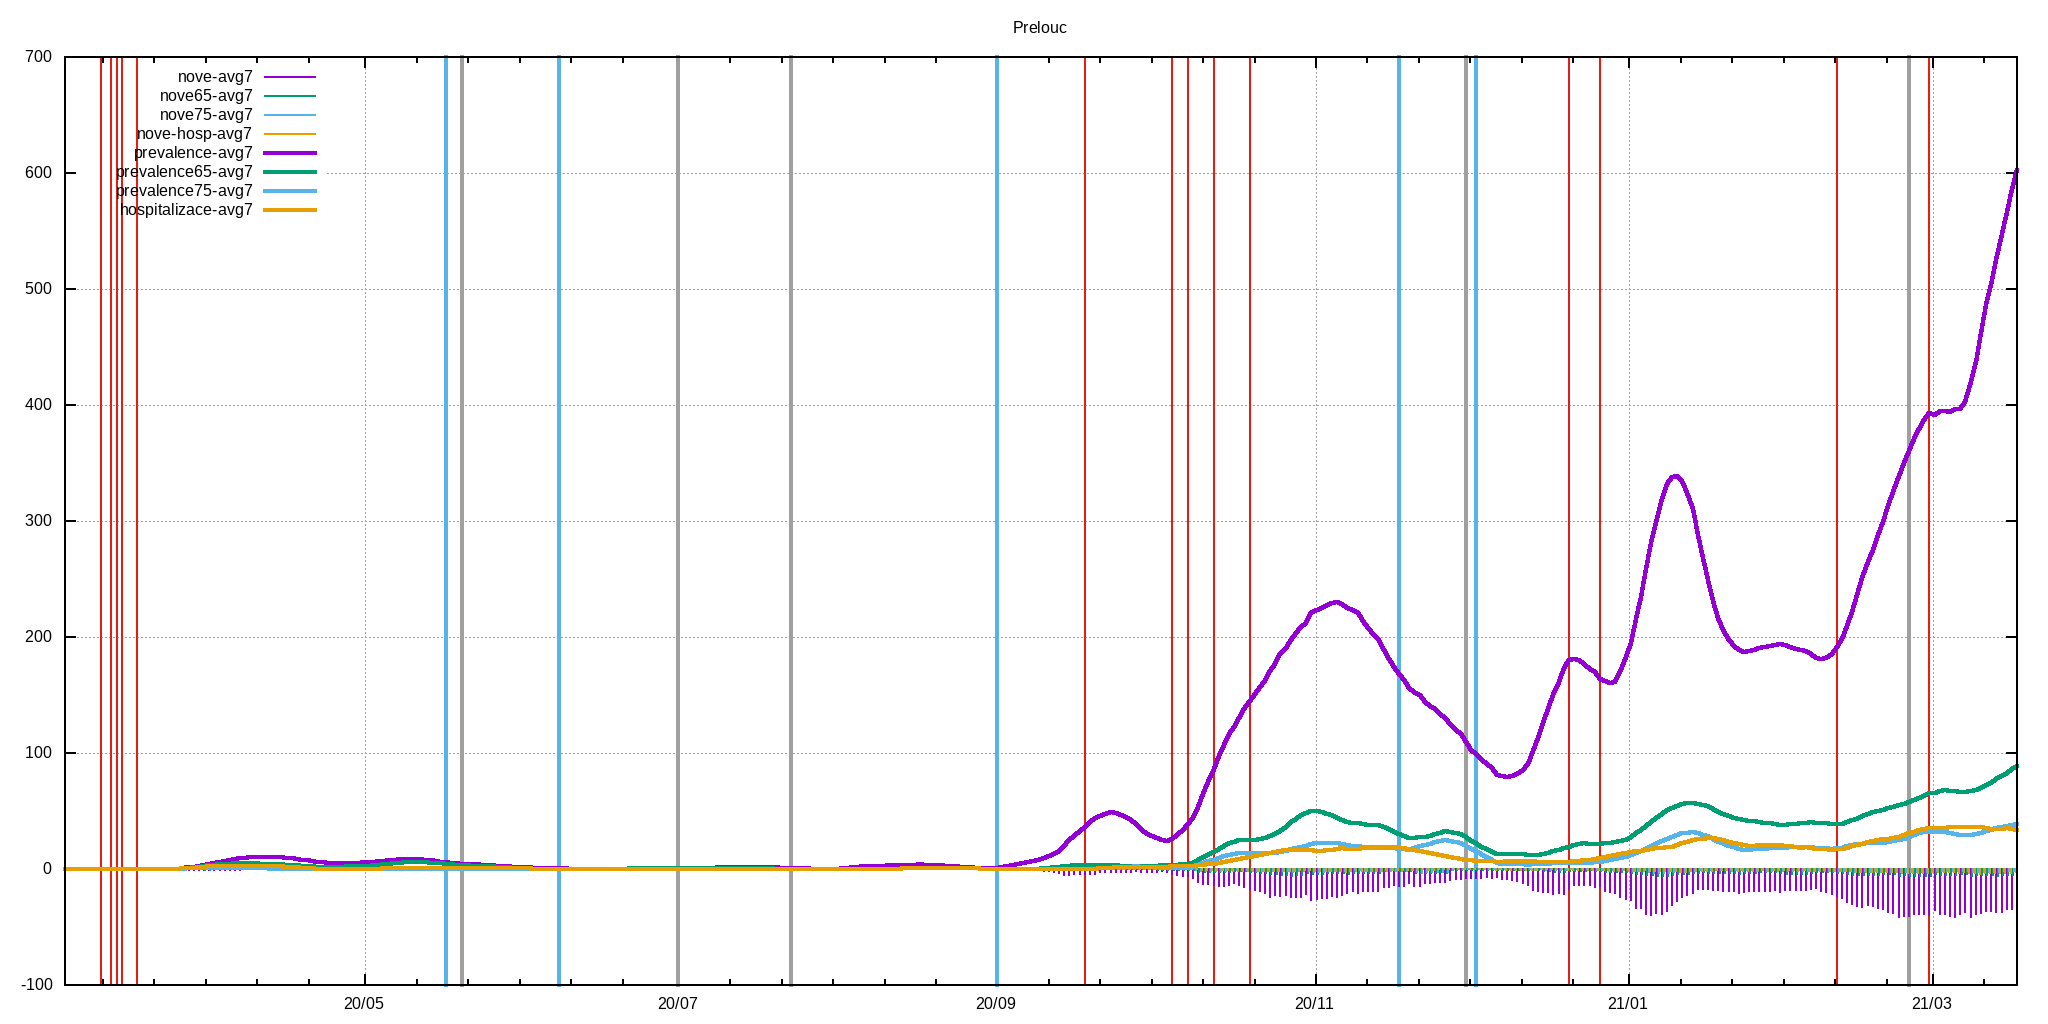 Prelouc
700
600
500
400
300
200
100
0
-100
nove-avg7
nove65-avg7
nove75-avg7
nove-hosp-avg7
prevalence-avg7
prevalence65-avg7
prevalence75-avg7
hospitalizace-avg7
20/05 20/07 20/09 20/11 21/01 21/03